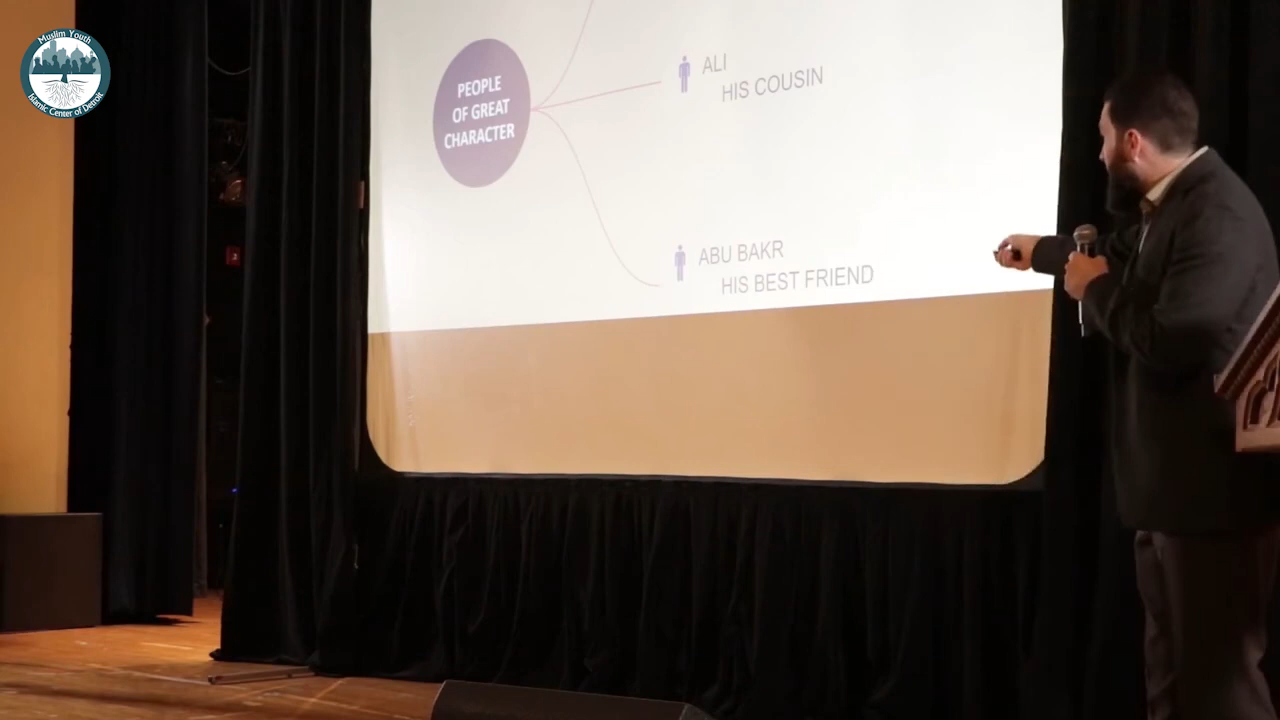 Muslim Youth
Islamic Center of Detroit
PEOPLE
OF GREAT
CHARACTER
ALI
HIS COUSIN
ABU BAKR
HIS BEST FRIEND